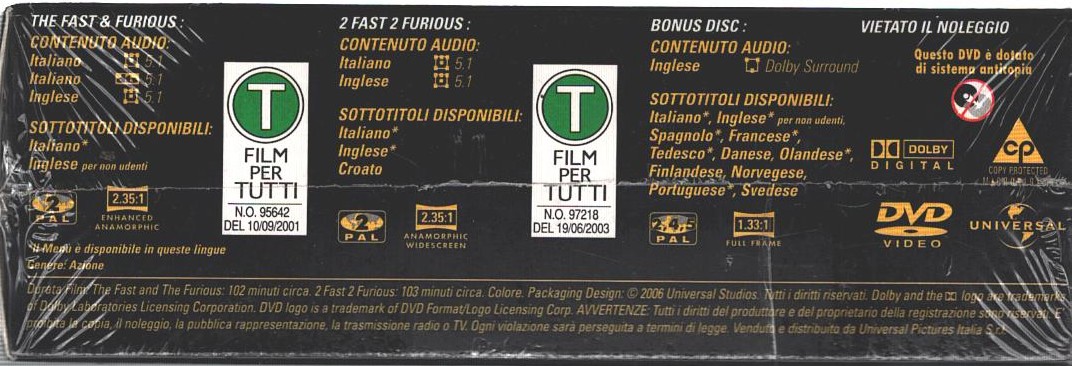 THE FAST & FURIOUS :
CONTENUTO AUDIO:
Italiano 5.1
Italiano 5.1
Inglese 5.1
SOTTOTITOLI DISPONIBILI:
Italiano*
Inglese per non udenti
2
PAL
2.35:1
ENHANCED
ANAMORPHIC
*Il Menù è disponibile in queste lingue
Genere: Azione
T
FILM
PER
TUTTI
N.O. 95642
DEL 10/09/2001
2 FAST 2 FURIOUS :
CONTENUTO AUDIO:
Italiano 5.1
Inglese 5.1
SOTTOTITOLI DISPONIBILI:
Italiano*
Inglese*
Croato
2
PAL
2.35:1
ANAMORPHIC
WIDESCREEN
T
FILM
PER
TUTTI
N.O. 97218
DEL 19/06/2003
BONUS DISC :
CONTENUTO AUDIO:
Inglese Dolby Surround
SOTTOTITOLI DISPONIBILI:
Italiano*, Inglese* per non udenti,
Spagnolo*, Francese*,
Tedesco*, Danese, Olandese*,
Finlandese, Norvegese,
Portuguese*, Svedese
PAL
1.33:1
FULL FRAME
VIETATO IL NOLEGGIO
Questo DVD è dotato
di sistema anticopia
DOLBY
DIGITAL
CP
COPY PROTECTED
DVD
VIDEO
UNIVERSAL
Durata Film: The Fast and The Furious: 102 minuti circa. 2 Fast 2 Furious: 103 minuti circa. Colore. Packaging Design: © 2006 Universal Studios. Tutti i diritti riservati. Dolby and the logo are trademarks
of Dolby Laboratories Licensing Corporation. DVD logo is a trademark of DVD Format/Logo Licensing Corp. AVVERTENZE: Tutti i diritti del produttore e del proprietario della registrazione sono riservati. E'
proibita la copia, il noleggio, la pubblica rappresentazione, la trasmissione radio o TV. Ogni violazione sarà perseguita a termini di legge. Venduto e distribuito da Universal Pictures Italia S.r.l.